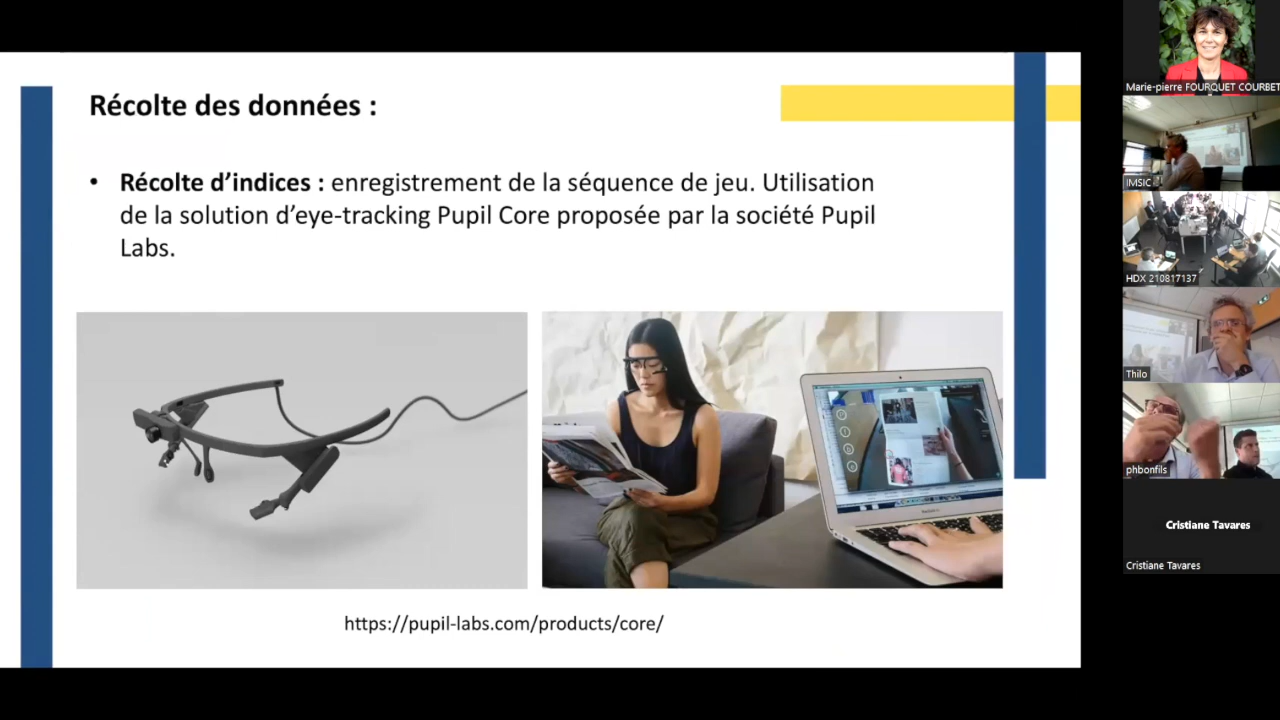 Récolte des données :
• Récolte d'indices : enregistrement de la séquence de jeu. Utilisation
de la solution d'eye-tracking Pupil Core proposée par la société Pupil
Labs.
https://pupil-labs.com/products/core/
Marie-pierre FOURQUET COURBET
IMSIC
HDX 210817137
Thilo
phbonfils
Cristiane Tavares
Cristiane Tavares